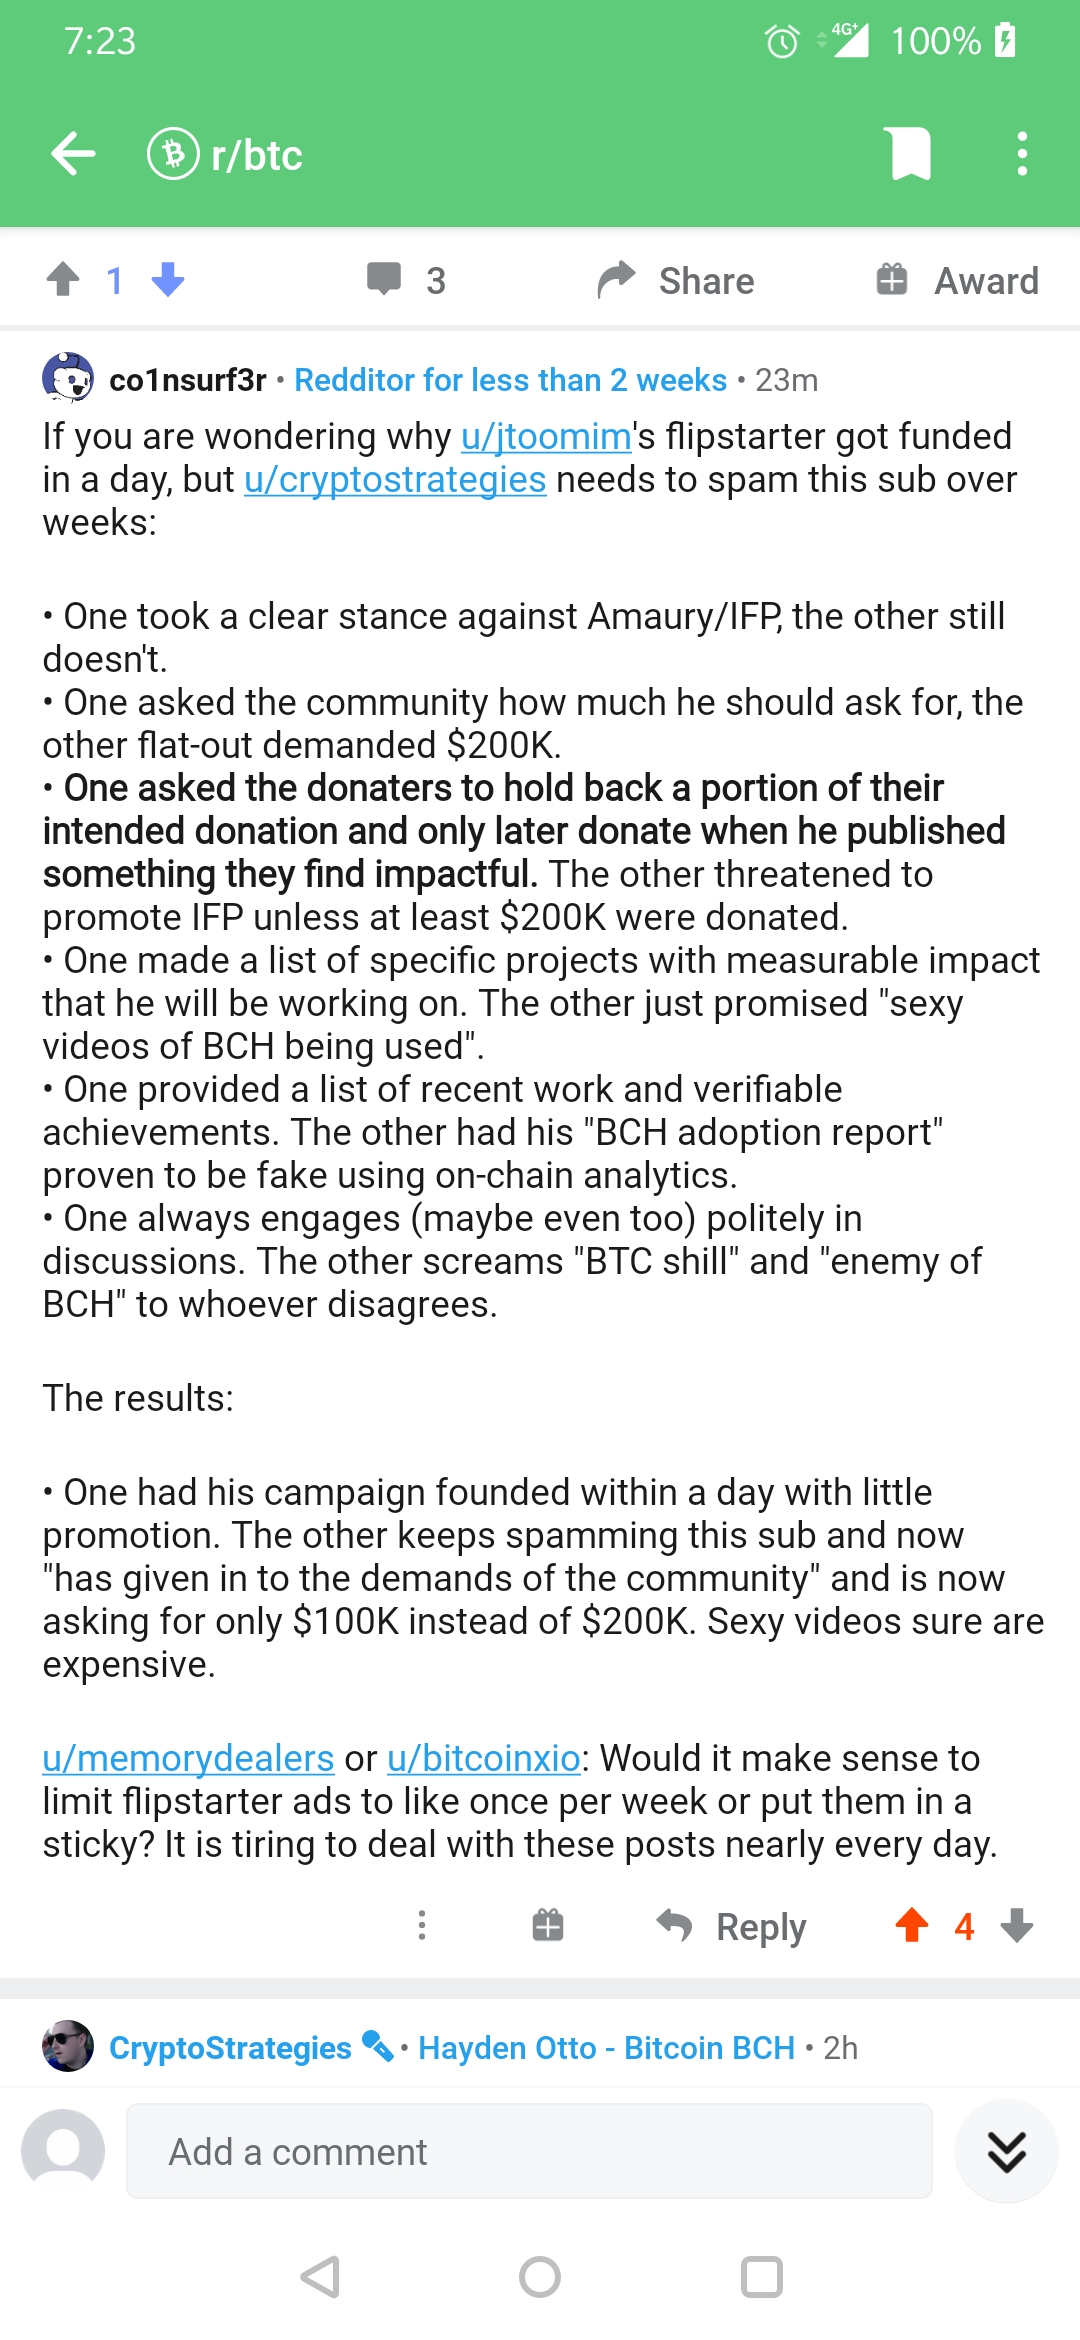 7:23 4G+ 100%
r/btc
1 3 Share Award
co1nsurf3r • Redditor for less than 2 weeks • 23m
If you are wondering why u/jtoomim's flipstarter got funded
in a day, but u/cryptostrategies needs to spam this sub over
weeks:
• One took a clear stance against Amaury/IFP, the other still
doesn't.
• One asked the community how much he should ask for, the
other flat-out demanded $200K.
• One asked the donaters to hold back a portion of their
intended donation and only later donate when he published
something they find impactful. The other threatened to
promote IFP unless at least $200K were donated.
• One made a list of specific projects with measurable impact
that he will be working on. The other just promised "sexy
videos of BCH being used".
• One provided a list of recent work and verifiable
achievements. The other had his "BCH adoption report"
proven to be fake using on-chain analytics.
• One always engages (maybe even too) politely in
discussions. The other screams "BTC shill" and "enemy of
BCH" to whoever disagrees.
The results:
• One had his campaign founded within a day with little
promotion. The other keeps spamming this sub and now
"has given in to the demands of the community" and is now
asking for only $100K instead of $200K. Sexy videos sure are
expensive.
u/memorydealers or u/bitcoinxio: Would it make sense to
limit flipstarter ads to like once per week or put them in a
sticky? It is tiring to deal with these posts nearly every day.
Reply 4
CryptoStrategies • Hayden Otto - Bitcoin BCH • 2h
Add a comment